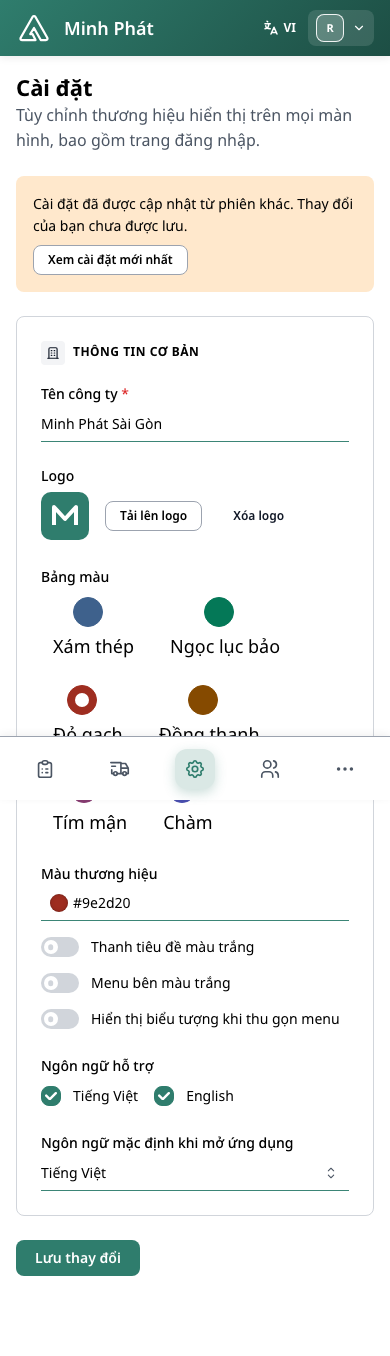 Minh Phát
VI
R
Cài đặt
Tùy chỉnh thương hiệu hiển thị trên mọi màn
hình, bao gồm trang đăng nhập.
Cài đặt đã được cập nhật từ phiên khác. Thay đổi
của bạn chưa được lưu.
Xem cài đặt mới nhất
THÔNG TIN CƠ BẢN
Tên công ty *
Minh Phát Sài Gòn
Logo
M
Tải lên logo
Xóa logo
Bảng màu
Xám thép
Ngọc lục bảo
Đỏ gạch
Đồng thanh
Tím mận
Chàm
Màu thương hiệu
#9e2d20
Thanh tiêu đề màu trắng
Menu bên màu trắng
Hiển thị biểu tượng khi thu gọn menu
Ngôn ngữ hỗ trợ
Tiếng Việt
English
Ngôn ngữ mặc định khi mở ứng dụng
Tiếng Việt
Lưu thay đổi